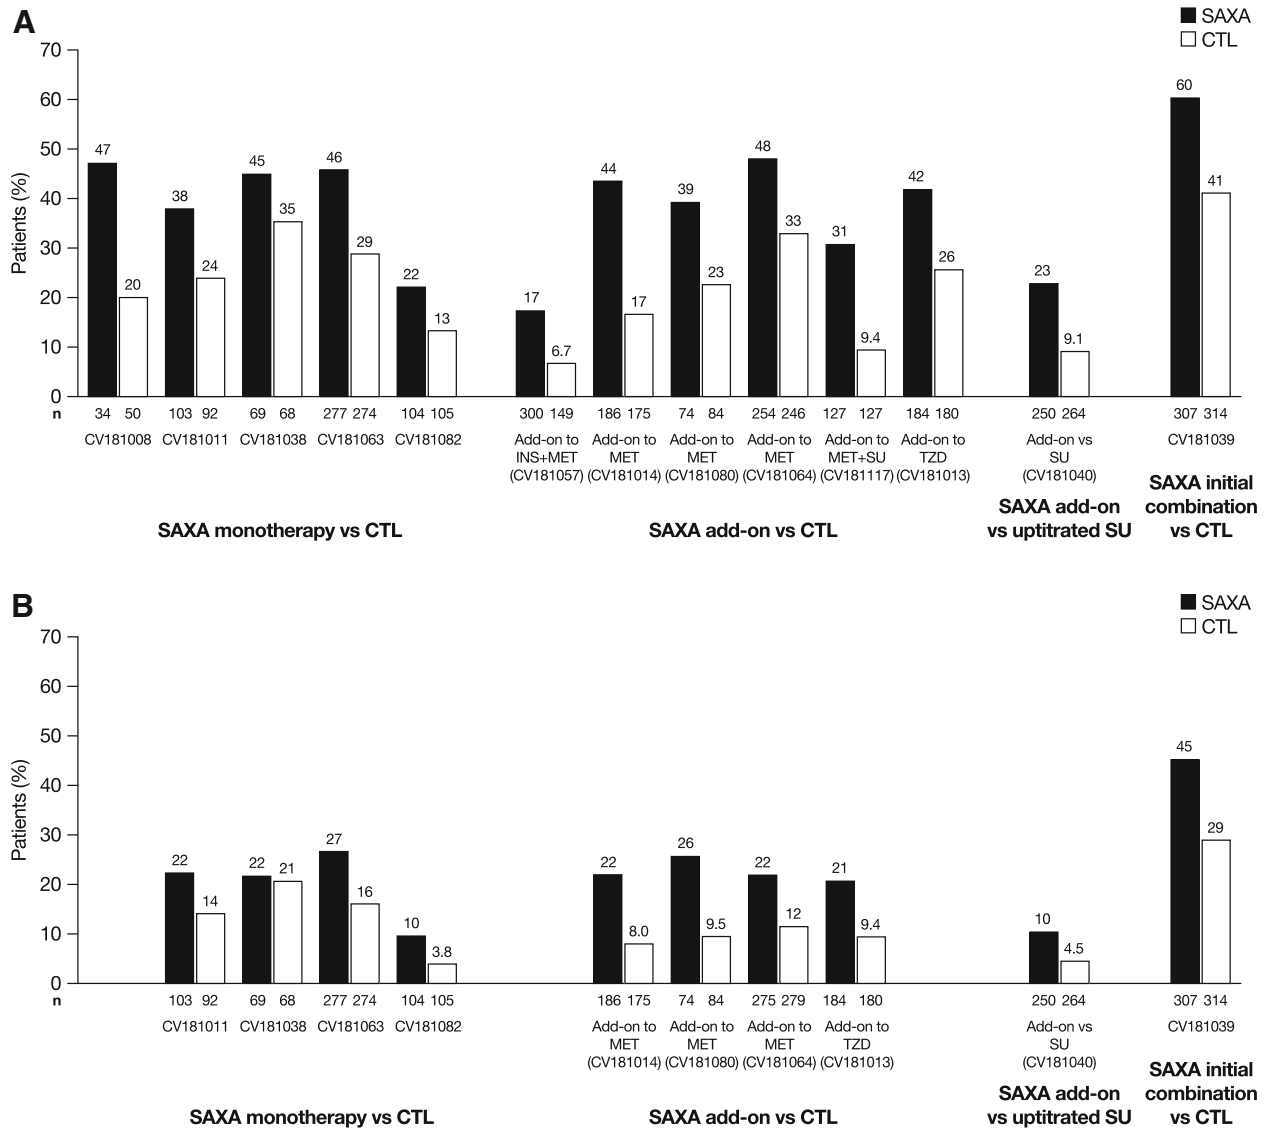 A
SAXA
CTL
70
60
50
40
30
20
10
0
Patients (%)
47 20 38 24 45 35 46 29 22 13 17 6.7 44 17 39 23 48 33 31 9.4 42 26 23 9.1 60 41
n 34 50 103 92 69 68 277 274 104 105 300 149 186 175 74 84 254 246 127 127 184 180 250 264 307 314
CV181008 CV181011 CV181038 CV181063 CV181082 Add-on to Add-on to Add-on to Add-on to Add-on to Add-on to Add-on vs CV181039
INS+MET MET MET MET MET+SU TZD SU
(CV181057) (CV181014) (CV181080) (CV181064) (CV181117) (CV181013) (CV181040)
SAXA monotherapy vs CTL
SAXA add-on vs CTL
SAXA add-on
vs uptitrated SU
SAXA initial
combination
vs CTL
B
SAXA
CTL
70
60
50
40
30
20
10
0
Patients (%)
22 14 22 21 27 16 10 3.8 22 8.0 26 9.5 22 12 21 9.4 10 4.5 45 29
n 103 92 69 68 277 274 104 105 186 175 74 84 275 279 184 180 250 264 307 314
CV181011 CV181038 CV181063 CV181082 Add-on to Add-on to Add-on to Add-on to Add-on vs CV181039
MET MET MET TZD SU
(CV181014) (CV181080) (CV181064) (CV181013) (CV181040)
SAXA monotherapy vs CTL
SAXA add-on vs CTL
SAXA add-on
vs uptitrated SU
SAXA initial
combination
vs CTL